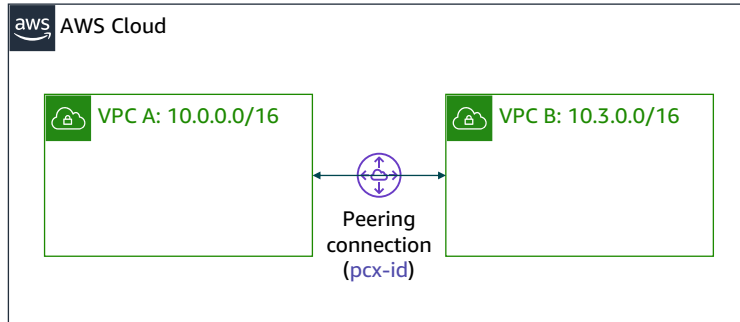 aws
AWS Cloud
VPC A: 10.0.0.0/16
VPC B: 10.3.0.0/16
Peering
connection
(pcx-id)